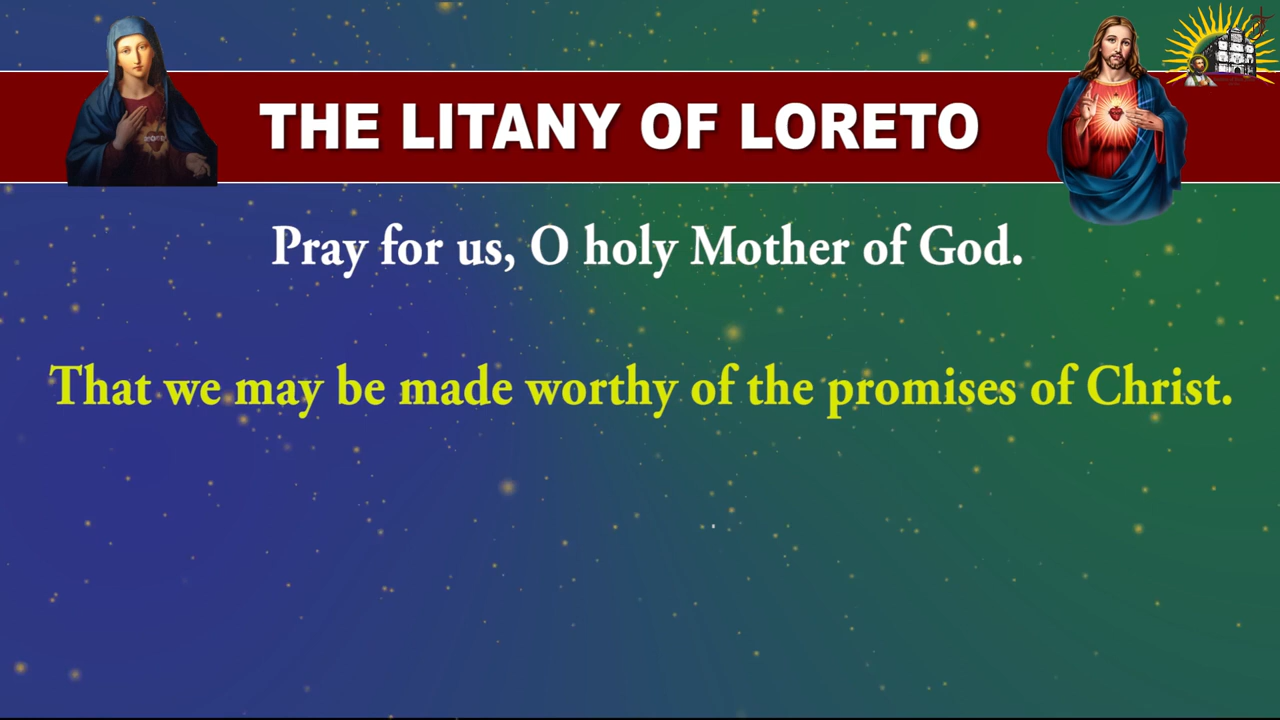 THE LITANY OF LORETO
Pray for us, O holy Mother of God.
That we may be made worthy of the promises of Christ.